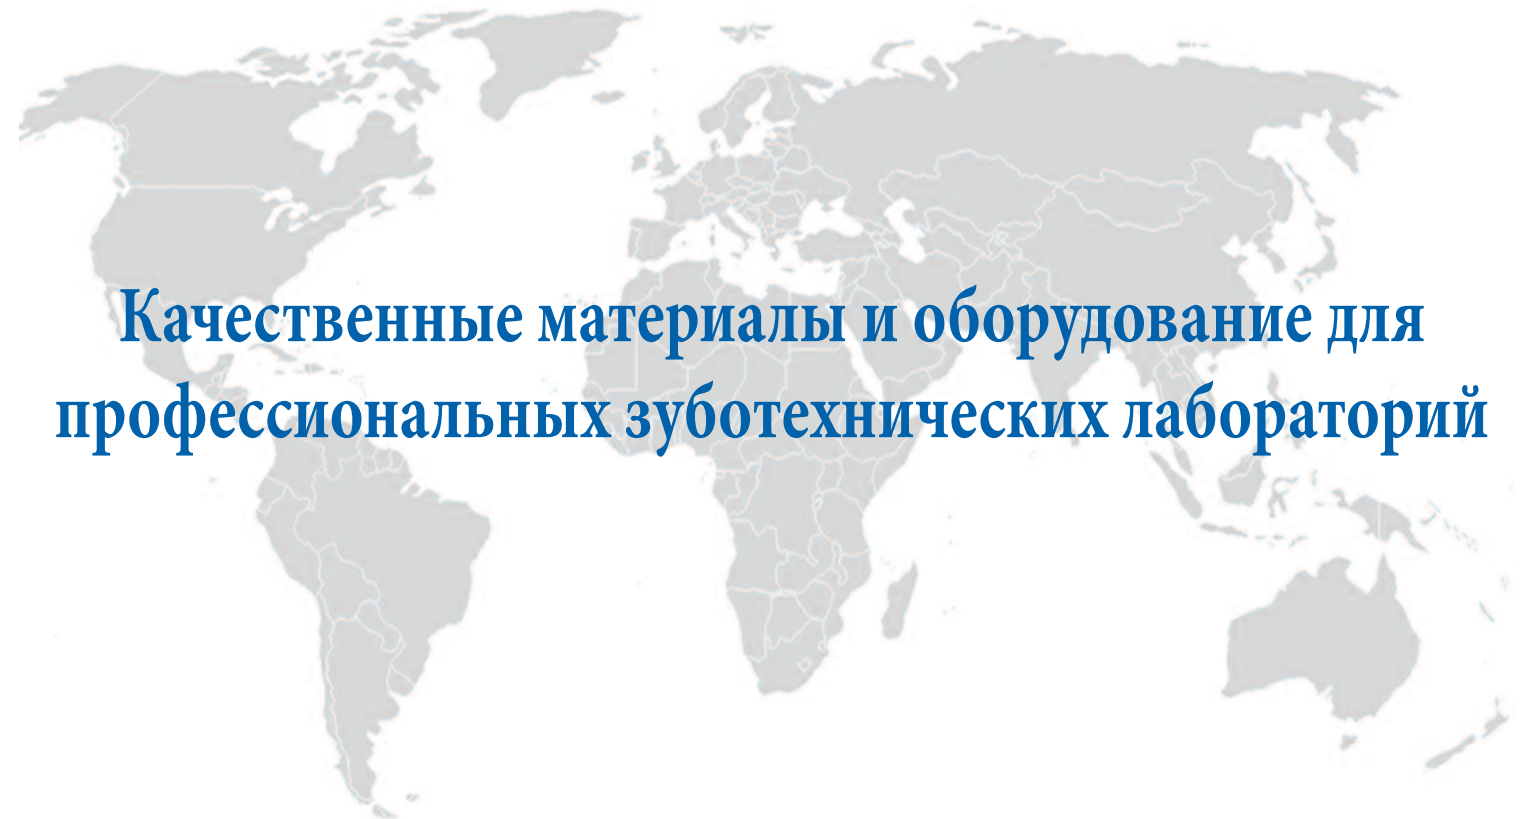 Качественные материалы и оборудование для
профессиональных зуботехнических лабораторий